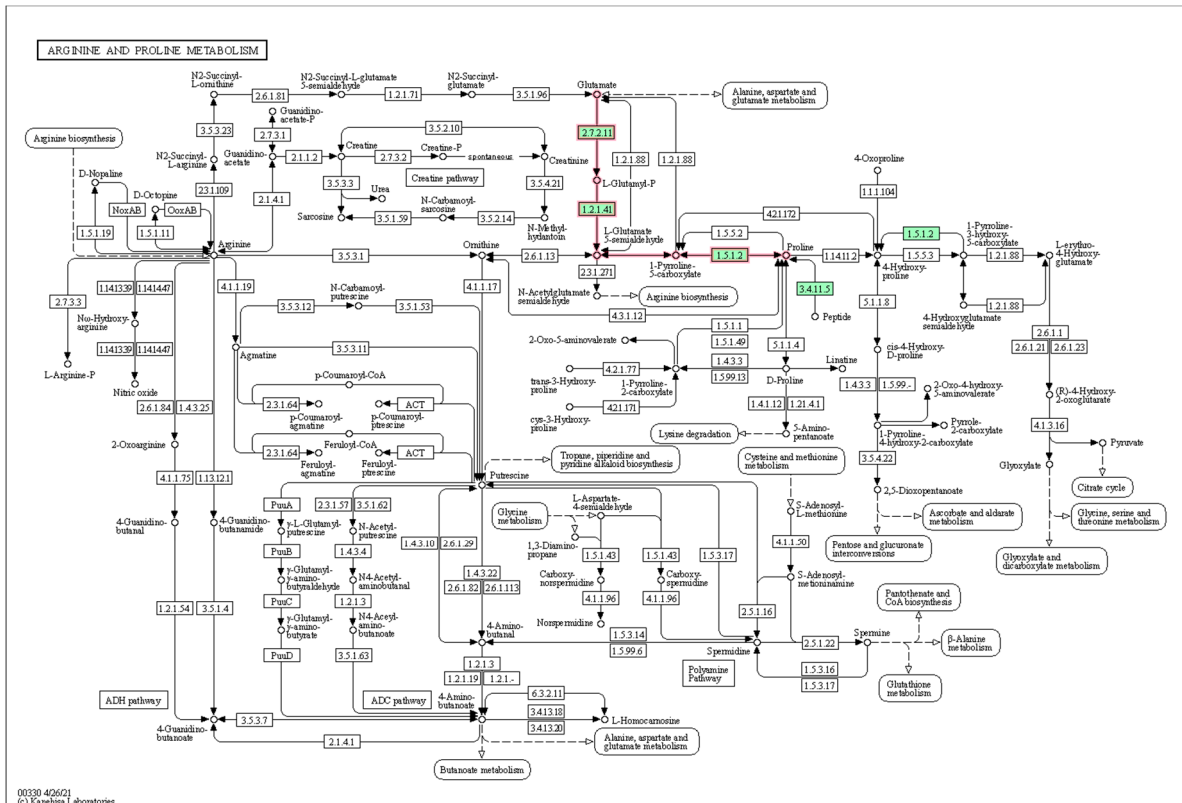 ARGININE AND PROLINE METABOLISM
N2-Succinyl-
L-ornithine
N2-Succinyl-L-glutamate
5-semialdehyde
N2-Succinyl-
glutamate
Glutamate
2.6.1.81
1.2.1.71
3.5.1.96
Alanine, aspartate and
glutamate metabolism
Guanidino-
acetate-P
Arginine biosynthesis
3.5.3.23
2.7.3.1
3.5.2.10
2.7.2.11
N2-Succinyl-
L-arginine
Guanidino-
acetate
2.1.1.2
Creatine
2.7.3.2
Creatine-P
spontaneous
Creatinine
1.2.1.88
1.2.1.88
4-Oxoproline
D-Nopaline
D-Octopine
2.3.1.109
2.1.4.1
3.5.3.3
Urea
Creatine pathway
3.5.4.21
L-Glutamyl-P
1.1.1.104
NoxAB
OoxAB
Sarcosine
3.5.1.59
N-Carbamoyl-
sarcosine
3.5.2.14
N-Methyl-
hydantoin
1.2.1.41
4.2.1.172
1.5.1.19
1.5.1.11
Arginine
L-Glutamate
5-semialdehyde
1.5.5.2
1.5.1.2
1-Pyrroline-
3-hydroxy-
5-carboxylate
3.5.3.1
Ornithine
2.6.1.13
1-Pyrroline-
5-carboxylate
1.5.1.2
Proline
1.14.11.2
4-Hydroxy-
proline
1.5.5.3
1.2.1.88
L-erythro-
4-Hydroxy-
glutamate
2.7.3.3
1.14.13.39
1.14.14.47
4.1.1.19
4.1.1.17
2.3.1.271
N-Acetylglutamate
semialdehyde
Arginine biosynthesis
3.4.11.5
Peptide
1.2.1.88
4-Hydroxyglutamate
semialdehyde
Nω-Hydroxy-
arginine
N-Carbamoyl-
putrescine
3.5.3.12
3.5.1.53
4.3.1.12
5.1.1.8
1.14.13.39
1.14.14.47
Agmatine
3.5.3.11
2-Oxo-5-aminovalerate
1.5.1.1
1.5.1.49
5.1.1.4
2.6.1.1
2.6.1.21
2.6.1.23
L-Arginine-P
Nitric oxide
p-Coumaroyl-CoA
trans-3-Hydroxy-
proline
4.2.1.77
1-Pyrroline-
2-carboxylate
1.4.3.3
1.5.99.13
D-Proline
Linatine
cis-4-Hydroxy-
D-proline
1.4.3.3
1.5.99.-
2-Oxo-4-hydroxy-
5-aminovalerate
(R)-4-Hydroxy-
2-oxoglutarate
2.6.1.84
1.4.3.25
2.3.1.64
p-Coumaroyl-
agmatine
ACT
p-Coumaroyl-
ptrescine
cys-3-Hydroxy-
proline
4.2.1.171
1.4.1.12
1.21.4.1
Pyrrole-
2-carboxylate
4.1.3.16
2-Oxoarginine
Feruloyl-CoA
2.3.1.64
Feruloyl-
agmatine
ACT
Feruloyl-
ptrescine
Lysine degradation
5-Amino-
pentanoate
1-Pyrroline-
4-hydroxy-2-carboxylate
Pyruvate
4.1.1.75
1.13.12.1
Putrescine
Tropane, piperidine and
pyridine alkaloid biosynthesis
Cysteine and methionine
metabolism
3.5.4.22
2,5-Dioxopentanoate
Glyoxylate
Citrate cycle
4-Guanidino-
butanal
4-Guanidino-
butanamide
PuuA
γ-L-Glutamyl-
putrescine
2.3.1.57
3.5.1.62
N-Acetyl-
putrescine
Glycine
metabolism
L-Aspartate-
4-semialdehyde
S-Adenosyl-
L-methionine
Ascorbate and aldarate
metabolism
Glycine, serine and
threonine metabolism
PuuB
1.4.3.4
1.4.3.10
2.6.1.29
1,3-Diamino-
propane
1.5.1.43
1.5.1.43
1.5.3.17
4.1.1.50
Pentose and glucuronate
interconversions
Glyoxylate and
dicarboxylate metabolism
γ-Glutamyl-
γ-amino-
butyraldehyde
N4-Acetyl-
aminobutanal
1.4.3.22
2.6.1.82
2.6.1.113
Carboxy-
norspermidine
Carboxy-
spermidine
S-Adenosyl-
metioninamine
1.2.1.54
3.5.1.4
PuuC
1.2.1.3
4.1.1.96
4.1.1.96
2.5.1.16
Pantothenate and
CoA biosynthesis
γ-Glutamyl-
γ-amino-
butyrate
N4-Aceyl-
amino-
butanoate
4-Amino-
butanal
Norspermidine
1.5.3.14
1.5.99.6
Spermidine
2.5.1.22
Spermine
β-Alanine
metabolism
PuuD
3.5.1.63
1.2.1.3
1.2.1.19
1.2.1.-
Polyamine
Pathway
1.5.3.16
1.5.3.17
Glutathione
metabolism
ADH pathway
ADC pathway
4-Amino-
butanoate
6.3.2.11
3.4.13.18
3.4.13.20
L-Homocarnosine
3.5.3.7
4-Guanidino-
butanoate
2.1.4.1
Alanine, aspartate and
glutamate metabolism
Butanoate metabolism
00330 4/26/21
(c) Kanehisa Laboratories